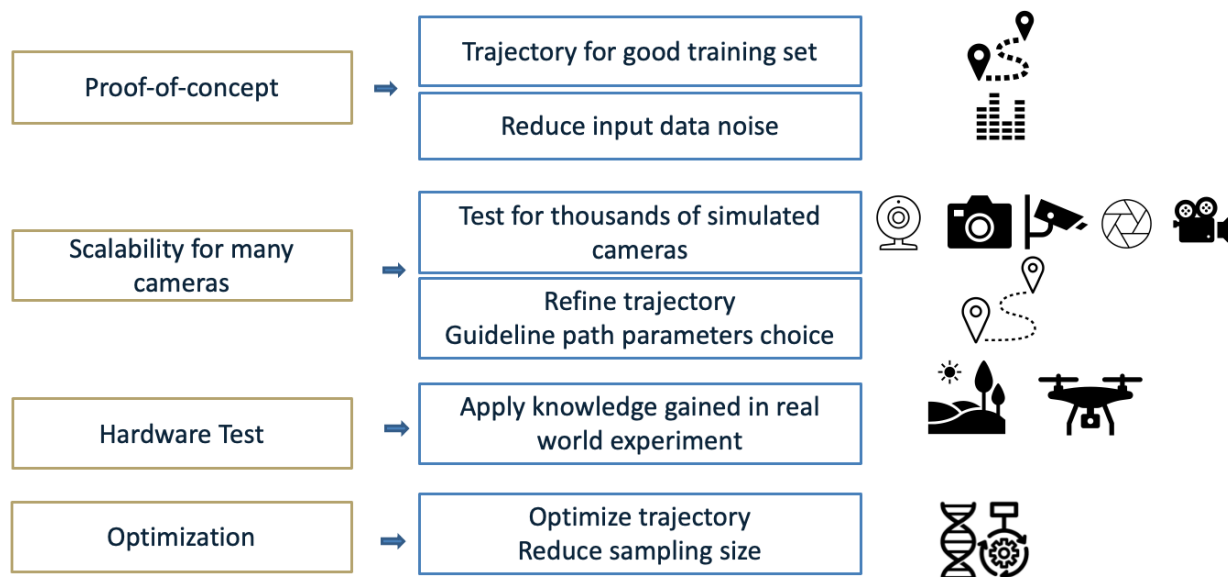 Proof-of-concept
Trajectory for good training set
Reduce input data noise
Scalability for many
cameras
Test for thousands of simulated
cameras
Refine trajectory
Guideline path parameters choice
Hardware Test
Apply knowledge gained in real
world experiment
Optimization
Optimize trajectory
Reduce sampling size